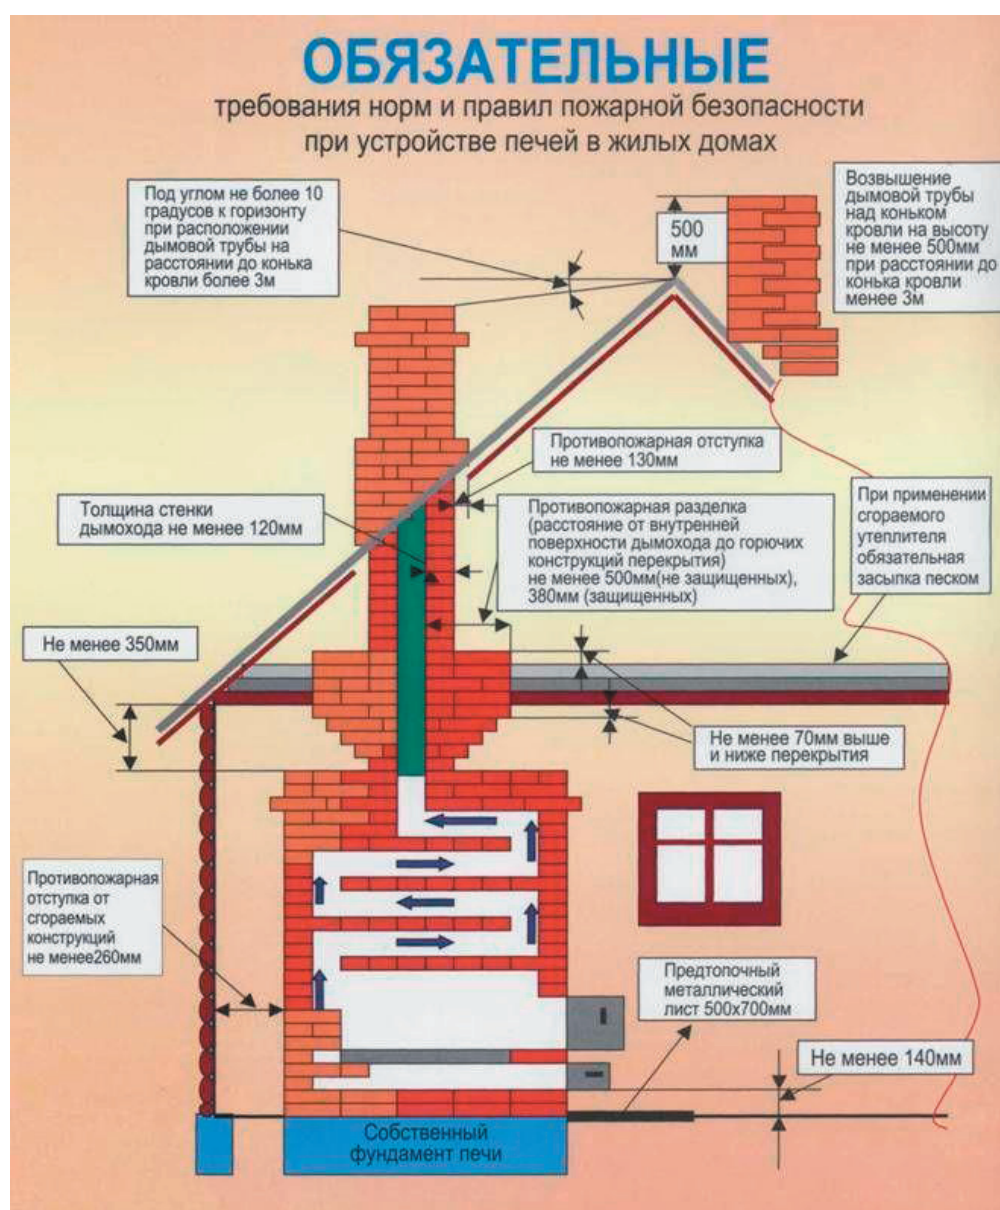 ОБЯЗАТЕЛЬНЫЕ
требования норм и правил пожарной безопасности
при устройстве печей в жилых домах
Под углом не более 10
градусов к горизонту
при расположении
дымовой трубы на
расстоянии до конька
кровли более 3м
500
мм
Возвышение
дымовой трубы
над коньком
кровли на высоту
не менее 500мм
при расстоянии до
конька кровли
менее 3м
Противопожарная отступка
не менее 130мм
Толщина стенки
дымохода не менее 120мм
Противопожарная разделка
(расстояние от внутренней
поверхности дымохода до горючих
конструкций перекрытия)
не менее 500мм(не защищенных),
380мм (защищенных)
При применении
сгораемого
утеплителя
обязательная
засыпка песком
Не менее 350мм
Не менее 70мм выше
и ниже перекрытия
Противопожарная
отступка от
сгораемых
конструкций
не менее260мм
Предтопочный
металлический
лист 500х700мм
Не менее 140мм
Собственный
фундамент печи